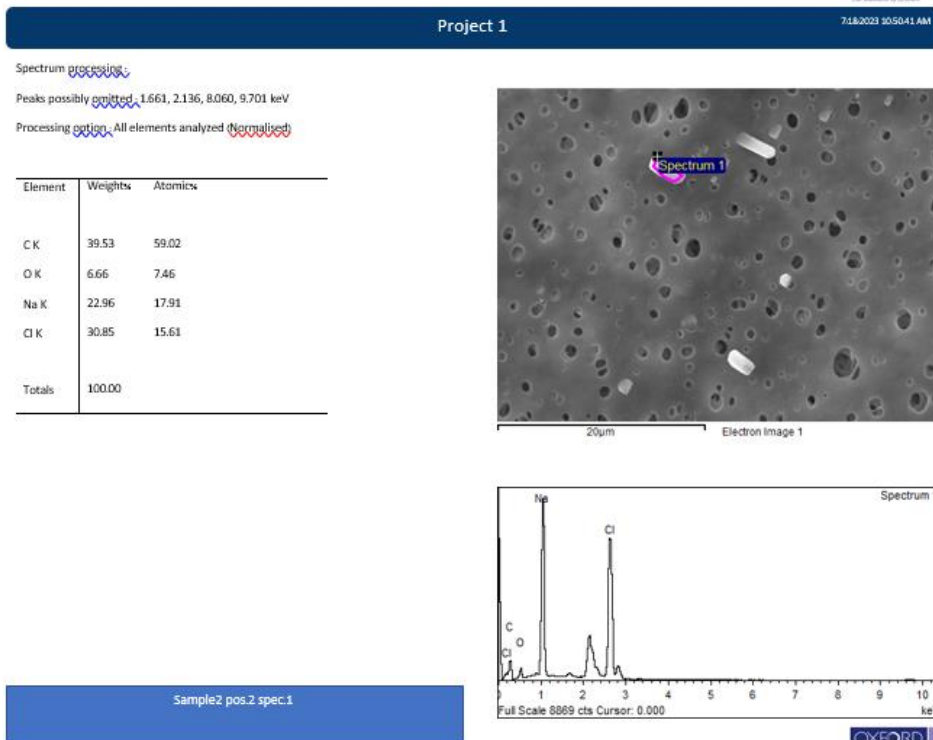 Project 1
7/18/2023 10:50:41 AM
Spectrum processing :
Peaks possibly omitted : 1.661, 2.136, 8.060, 9.701 keV
Processing option : All elements analyzed (Normalised)
Element Weight% Atomic%
C K 39.53 59.02
O K 6.66 7.46
Na K 22.96 17.91
Cl K 30.85 15.61
Totals 100.00
Spectrum 1
20µm Electron Image 1
Spectrum
Na
Cl
C
O
Cl
1 2 3 4 5 6 7 8 9 10
Full Scale 8869 cts Cursor: 0.000
Sample2 pos.2 spec.1
OXFORD